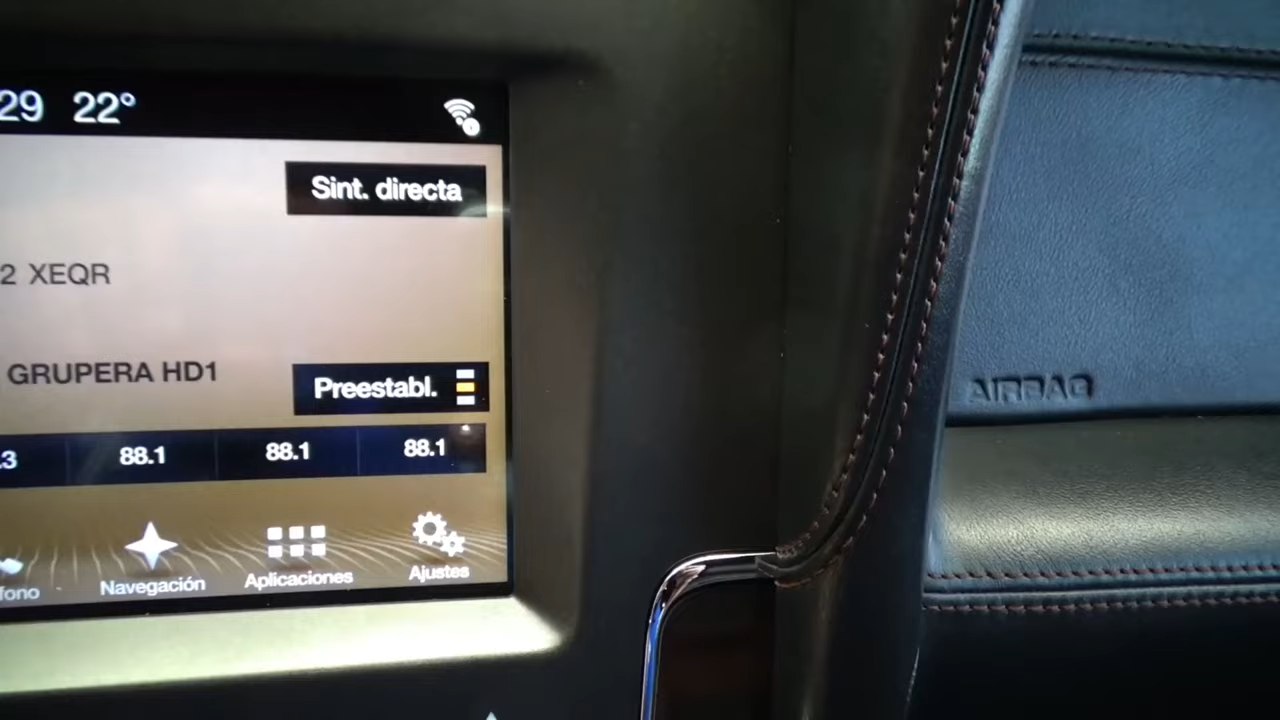 29 22°
Sint. directa
2 XEQR
GRUPERA HD1
Preestabl.
.3 88.1 88.1 88.1
fono Navegación Aplicaciones Ajustes
AIRBAG